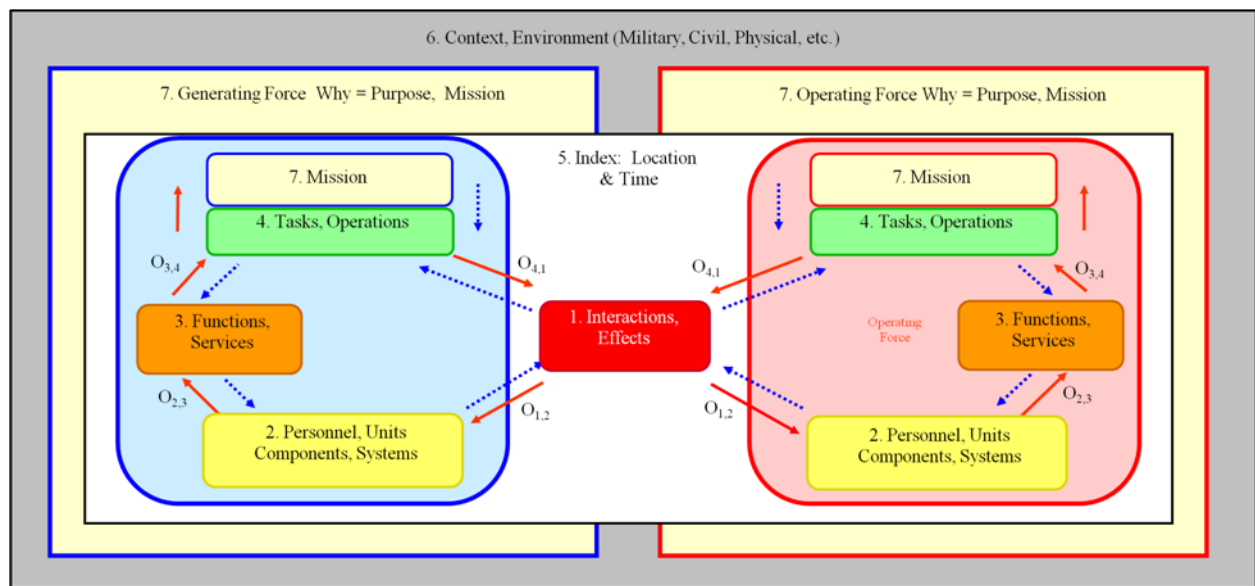 6. Context, Environment (Military, Civil, Physical, etc.)
7. Generating Force Why = Purpose, Mission
7. Operating Force Why = Purpose, Mission
5. Index: Location
& Time
7. Mission
4. Tasks, Operations
O3,4
O4,1
3. Functions,
Services
O2,3
2. Personnel, Units
Components, Systems
O1,2
1. Interactions,
Effects
7. Mission
4. Tasks, Operations
O4,1
O3,4
Operating
Force
3. Functions,
Services
O1,2
O2,3
2. Personnel, Units
Components, Systems